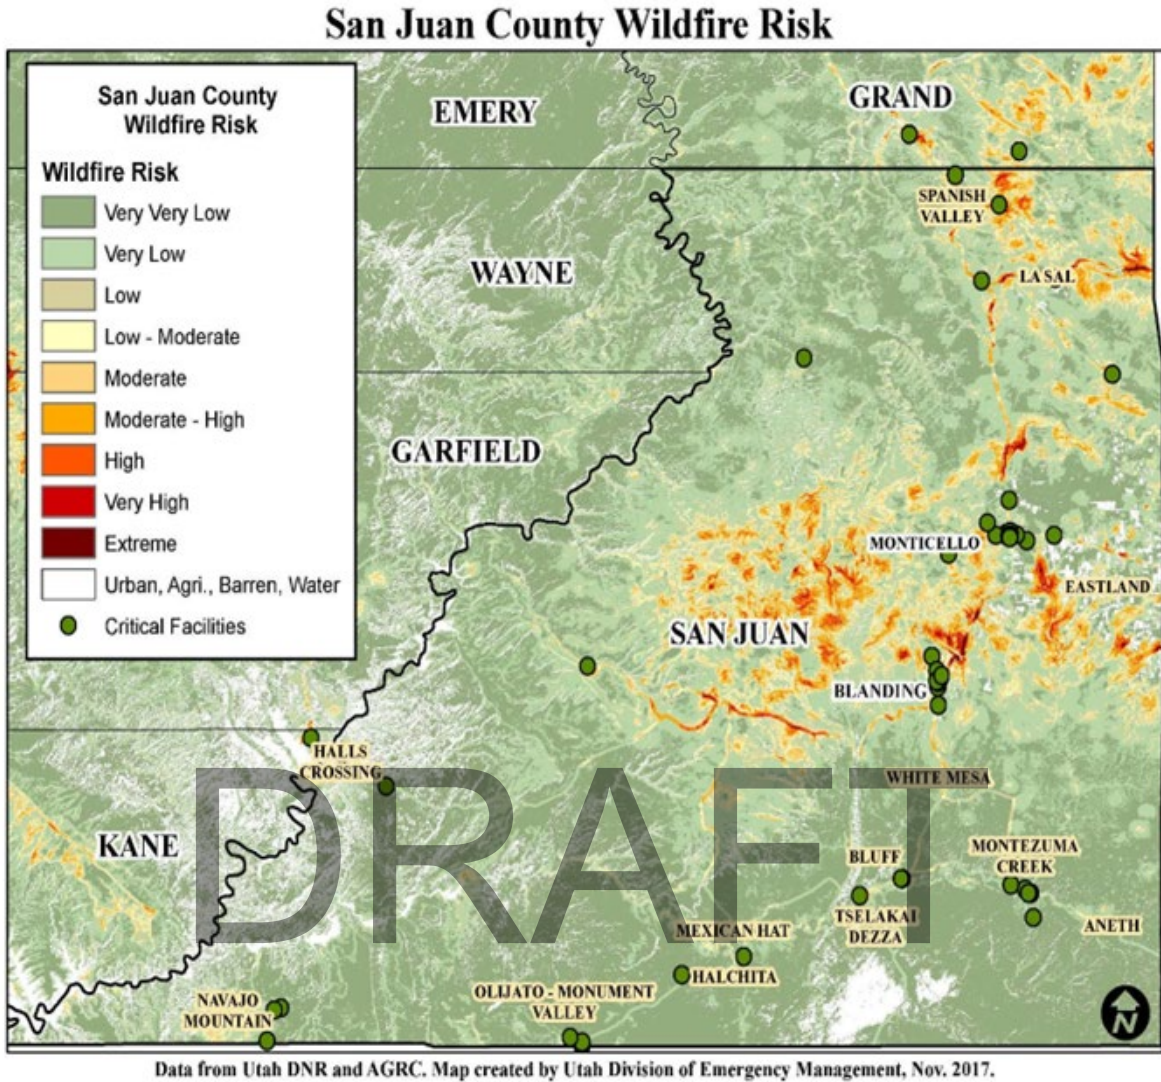 San Juan County Wildfire Risk
San Juan County
Wildfire Risk
Wildfire Risk
Very Very Low
Very Low
Low
Low - Moderate
Moderate
Moderate - High
High
Very High
Extreme
Urban, Agri., Barren, Water
Critical Facilities
EMERY
GRAND
SPANISH
VALLEY
WAYNE
LA SAL
GARFIELD
MONTICELLO
EASTLAND
SAN JUAN
BLANDING
HALLS
CROSSING
WHITE MESA
DRAFT
KANE
BLUFF
MONTEZUMA
CREEK
TSELAKAI
DEZZA
ANETH
MEXICAN HAT
HALCHITA
NAVAJO
MOUNTAIN
OLIJATO - MONUMENT
VALLEY
N
Data from Utah DNR and AGRC. Map created by Utah Division of Emergency Management, Nov. 2017.